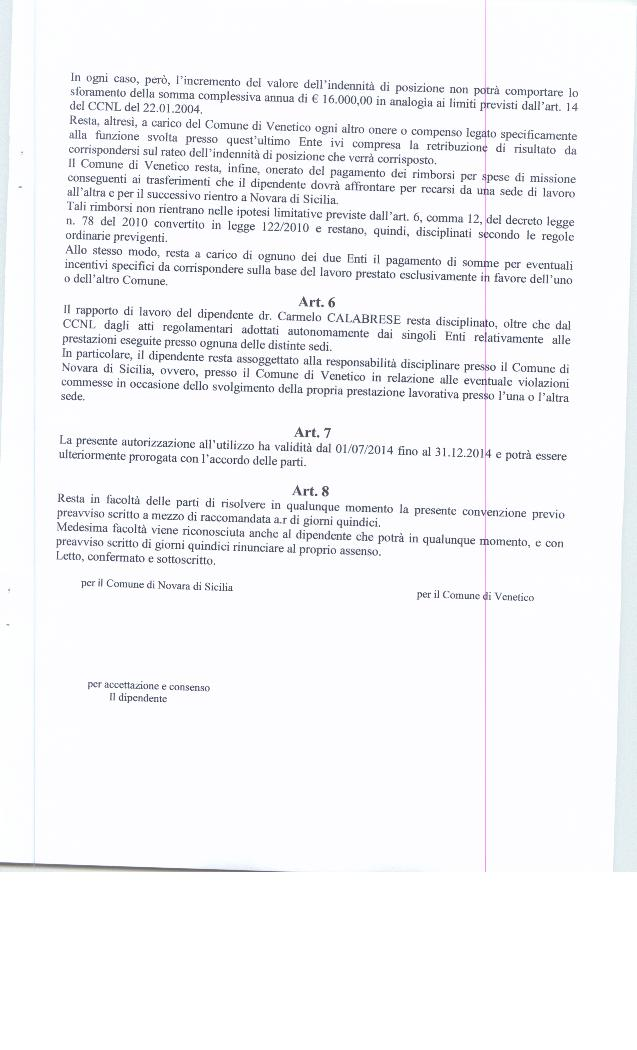 In ogni caso, però, l'incremento del valore dell'indennità di posizione non potrà comportare lo
sforamento della somma complessiva annua di € 16.000,00 in analogia ai limiti previsti dall'art. 14
del CCNL del 22.01.2004.
Resta, altresì, a carico del Comune di Venetico ogni altro onere o compenso legato specificamente
alla funzione svolta presso quest'ultimo Ente ivi compresa la retribuzione di risultato da
corrispondersi sul rateo dell'indennità di posizione che verrà corrisposto.
Il Comune di Venetico resta, infine, onerato del pagamento dei rimborsi per spese di missione
conseguenti ai trasferimenti che il dipendente dovrà affrontare per recarsi da una sede di lavoro
all'altra e per il successivo rientro a Novara di Sicilia.
Tali rimborsi non rientrano nelle ipotesi limitative previste dall'art. 6, comma 12, del decreto legge
n. 78 del 2010 convertito in legge 122/2010 e restano, quindi, disciplinati secondo le regole
ordinarie previgenti.
Allo stesso modo, resta a carico di ognuno dei due Enti il pagamento di somme per eventuali
incentivi specifici da corrispondere sulla base del lavoro prestato esclusivamente in favore dell'uno
o dell'altro Comune.
Art. 6
Il rapporto di lavoro del dipendente dr. Carmelo CALABRESE resta disciplinato, oltre che dal
CCNL dagli atti regolamentari adottati autonomamente dai singoli Enti relativamente alle
prestazioni eseguite presso ognuna delle distinte sedi.
In particolare, il dipendente resta assoggettato alla responsabilità disciplinare presso il Comune di
Novara di Sicilia, ovvero, presso il Comune di Venetico in relazione alle eventuale violazioni
commesse in occasione dello svolgimento della propria prestazione lavorativa presso l'una o l'altra
sede.
Art. 7
La presente autorizzazione all'utilizzo ha validità dal 01/07/2014 fino al 31.12.2014 e potrà essere
ulteriormente prorogata con l'accordo delle parti.
Art. 8
Resta in facoltà delle parti di risolvere in qualunque momento la presente convenzione previo
preavviso scritto a mezzo di raccomandata a.r di giorni quindici.
Medesima facoltà viene riconosciuta anche al dipendente che potrà in qualunque momento, e con
preavviso scritto di giorni quindici rinunciare al proprio assenso.
Letto, confermato e sottoscritto.
per il Comune di Novara di Sicilia
per il Comune di Venetico
per accettazione e consenso
Il dipendente